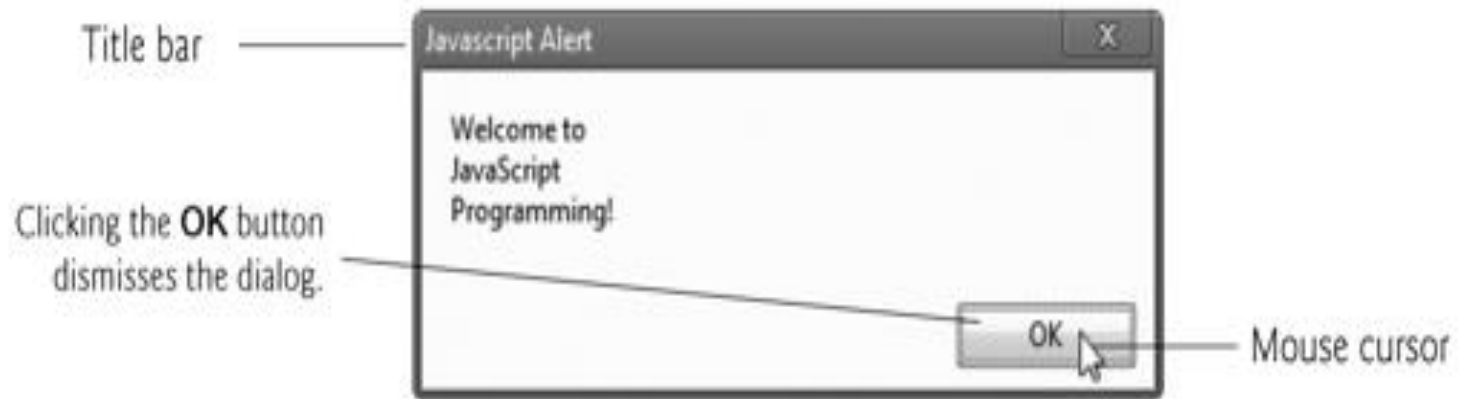 Title bar
Javascript Alert
X
Welcome to
JavaScript
Programming!
Clicking the OK button
dismisses the dialog.
OK
Mouse cursor